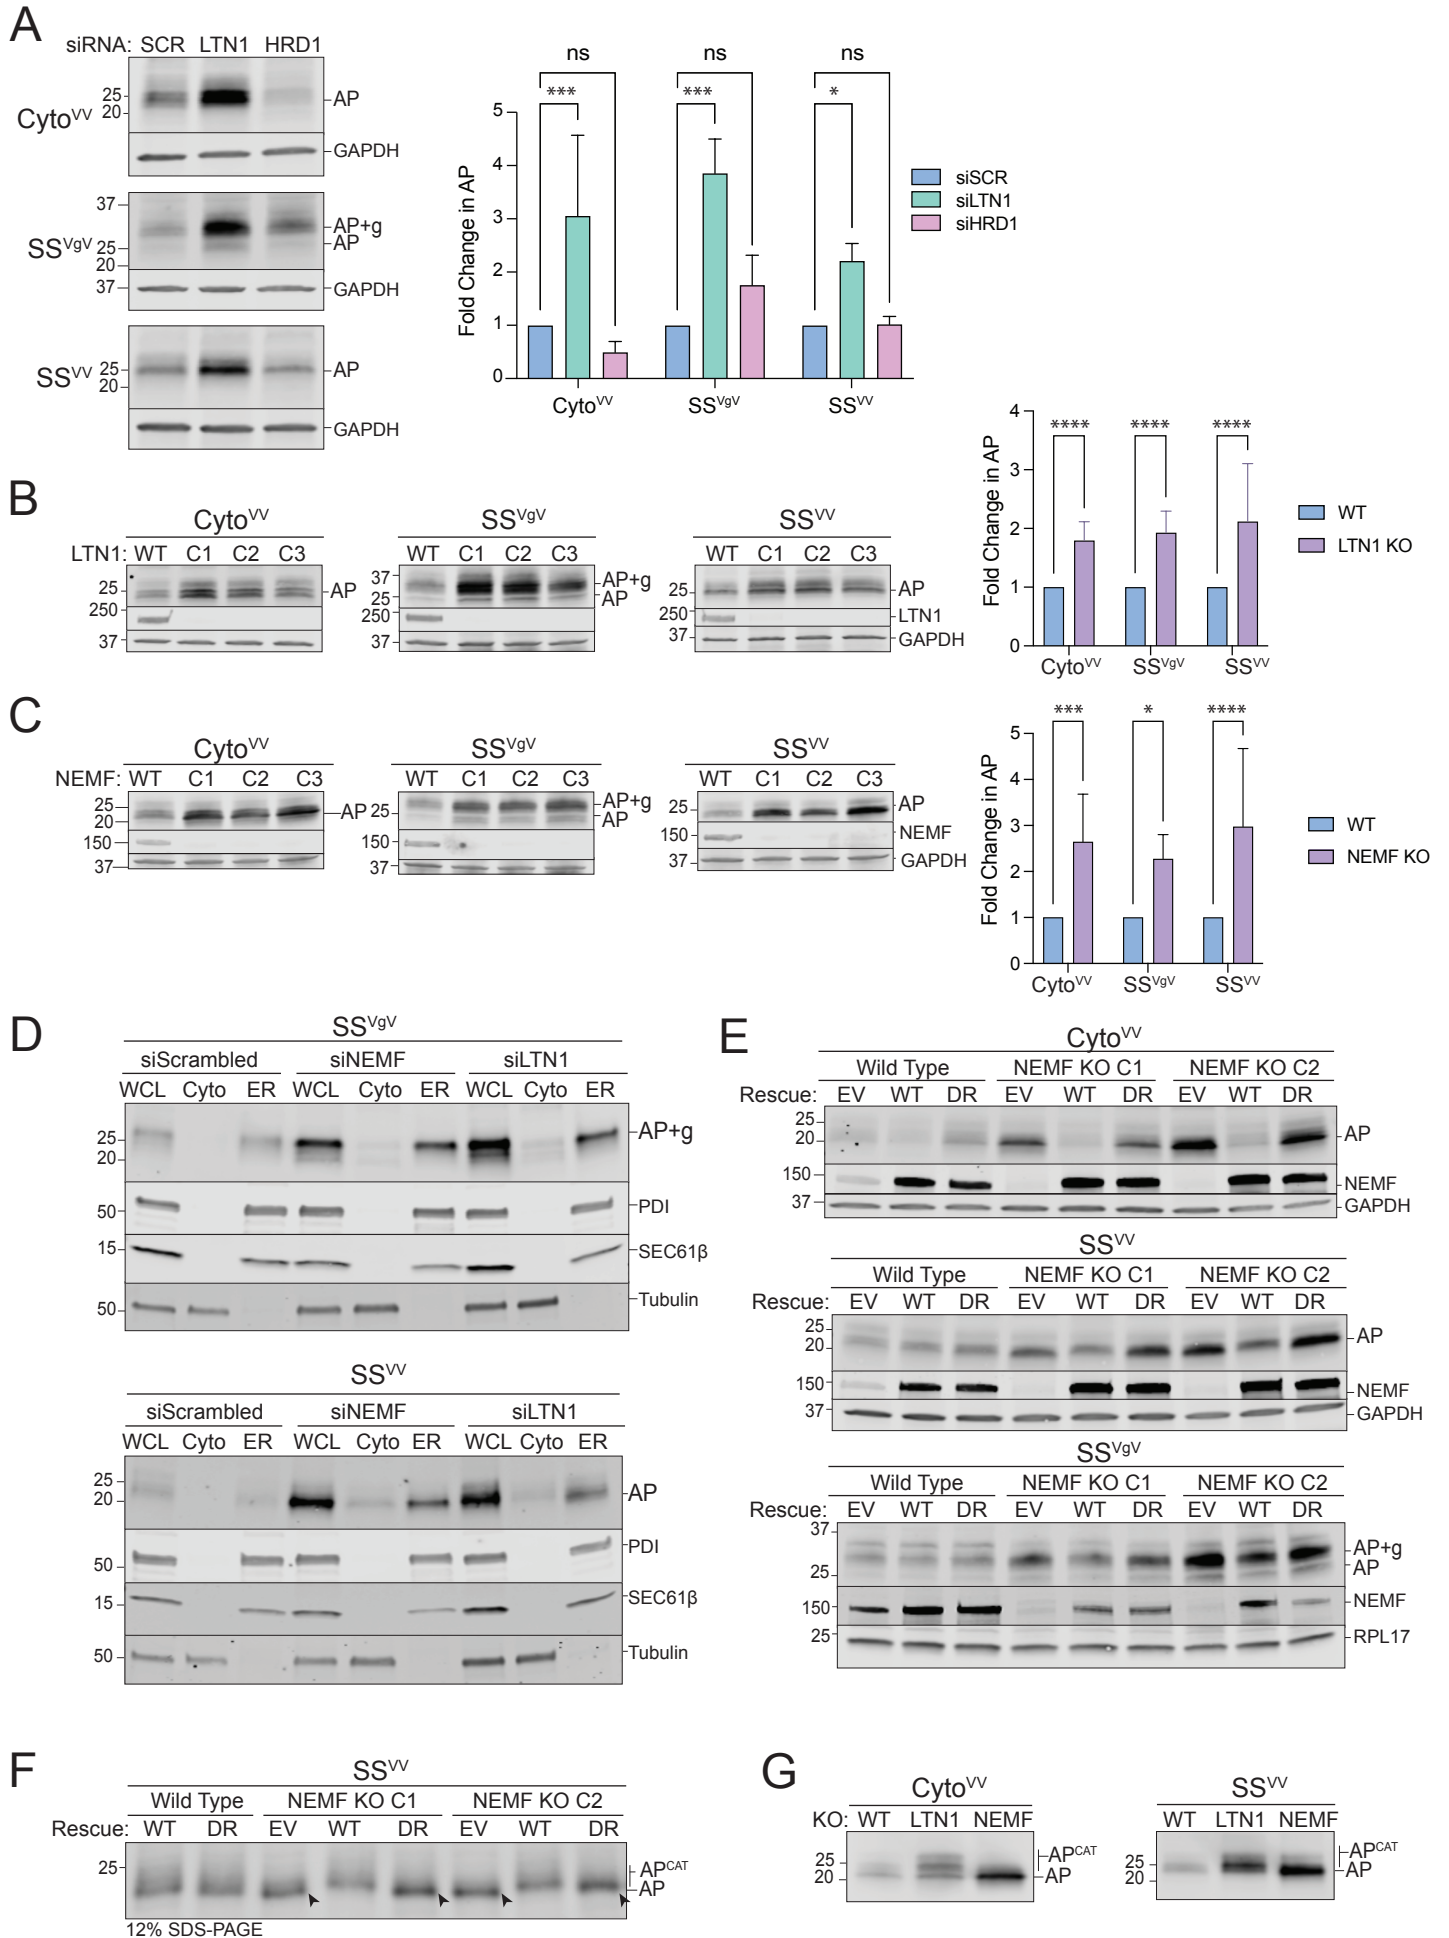 A
siRNA: SCR LTN1 HRD1
Cyto^VV
25
20
AP
GAPDH
SS^VgV
37
25
20
37
AP+g
AP
GAPDH
SS^VV
25
20
AP
GAPDH
ns ns ns
*** *** *
Fold Change in AP
5
4
3
2
1
0
Cyto^VV SS^VgV SS^VV
siSCR
siLTN1
siHRD1
B
Cyto^VV SS^VgV SS^VV
LTN1: WT C1 C2 C3 WT C1 C2 C3 WT C1 C2 C3
25
250
37
AP
37
25
250
37
AP+g
AP
25
250
37
AP
LTN1
GAPDH
Fold Change in AP
4
3
2
1
0
**** **** ****
Cyto^VV SS^VgV SS^VV
WT
LTN1 KO
C
Cyto^VV SS^VgV SS^VV
NEMF: WT C1 C2 C3 WT C1 C2 C3 WT C1 C2 C3
25
20
150
37
AP
25
150
37
AP+g
AP
25
150
37
AP
NEMF
GAPDH
Fold Change in AP
5
4
3
2
1
0
*** * ****
Cyto^VV SS^VgV SS^VV
WT
NEMF KO
D
SS^VgV
siScrambled siNEMF siLTN1
WCL Cyto ER WCL Cyto ER WCL Cyto ER
25
20
AP+g
50
PDI
15
SEC61β
50
Tubulin
SS^VV
siScrambled siNEMF siLTN1
WCL Cyto ER WCL Cyto ER WCL Cyto ER
25
20
AP
50
PDI
15
SEC61β
50
Tubulin
E
Cyto^VV
Wild Type NEMF KO C1 NEMF KO C2
Rescue: EV WT DR EV WT DR EV WT DR
25
20
AP
150
NEMF
37
GAPDH
SS^VV
Wild Type NEMF KO C1 NEMF KO C2
Rescue: EV WT DR EV WT DR EV WT DR
25
20
AP
150
NEMF
37
GAPDH
SS^VgV
Wild Type NEMF KO C1 NEMF KO C2
Rescue: EV WT DR EV WT DR EV WT DR
37
25
AP+g
AP
150
NEMF
25
RPL17
F
SS^VV
Wild Type NEMF KO C1 NEMF KO C2
Rescue: WT DR EV WT DR EV WT DR
25
AP^CAT
AP
12% SDS-PAGE
G
Cyto^VV SS^VV
KO: WT LTN1 NEMF WT LTN1 NEMF
25
20
AP^CAT
AP
25
20
AP^CAT
AP